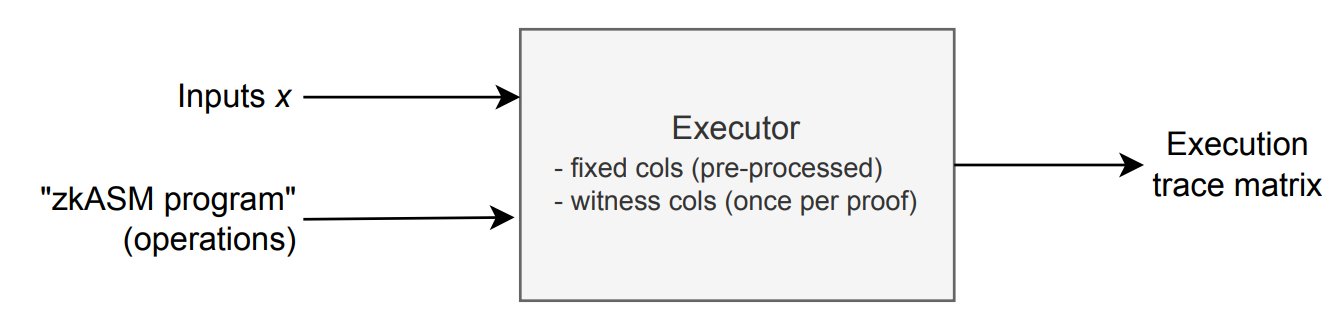 Inputs x
"zkASM program"
(operations)
Executor
- fixed cols (pre-processed)
- witness cols (once per proof)
Execution
trace matrix